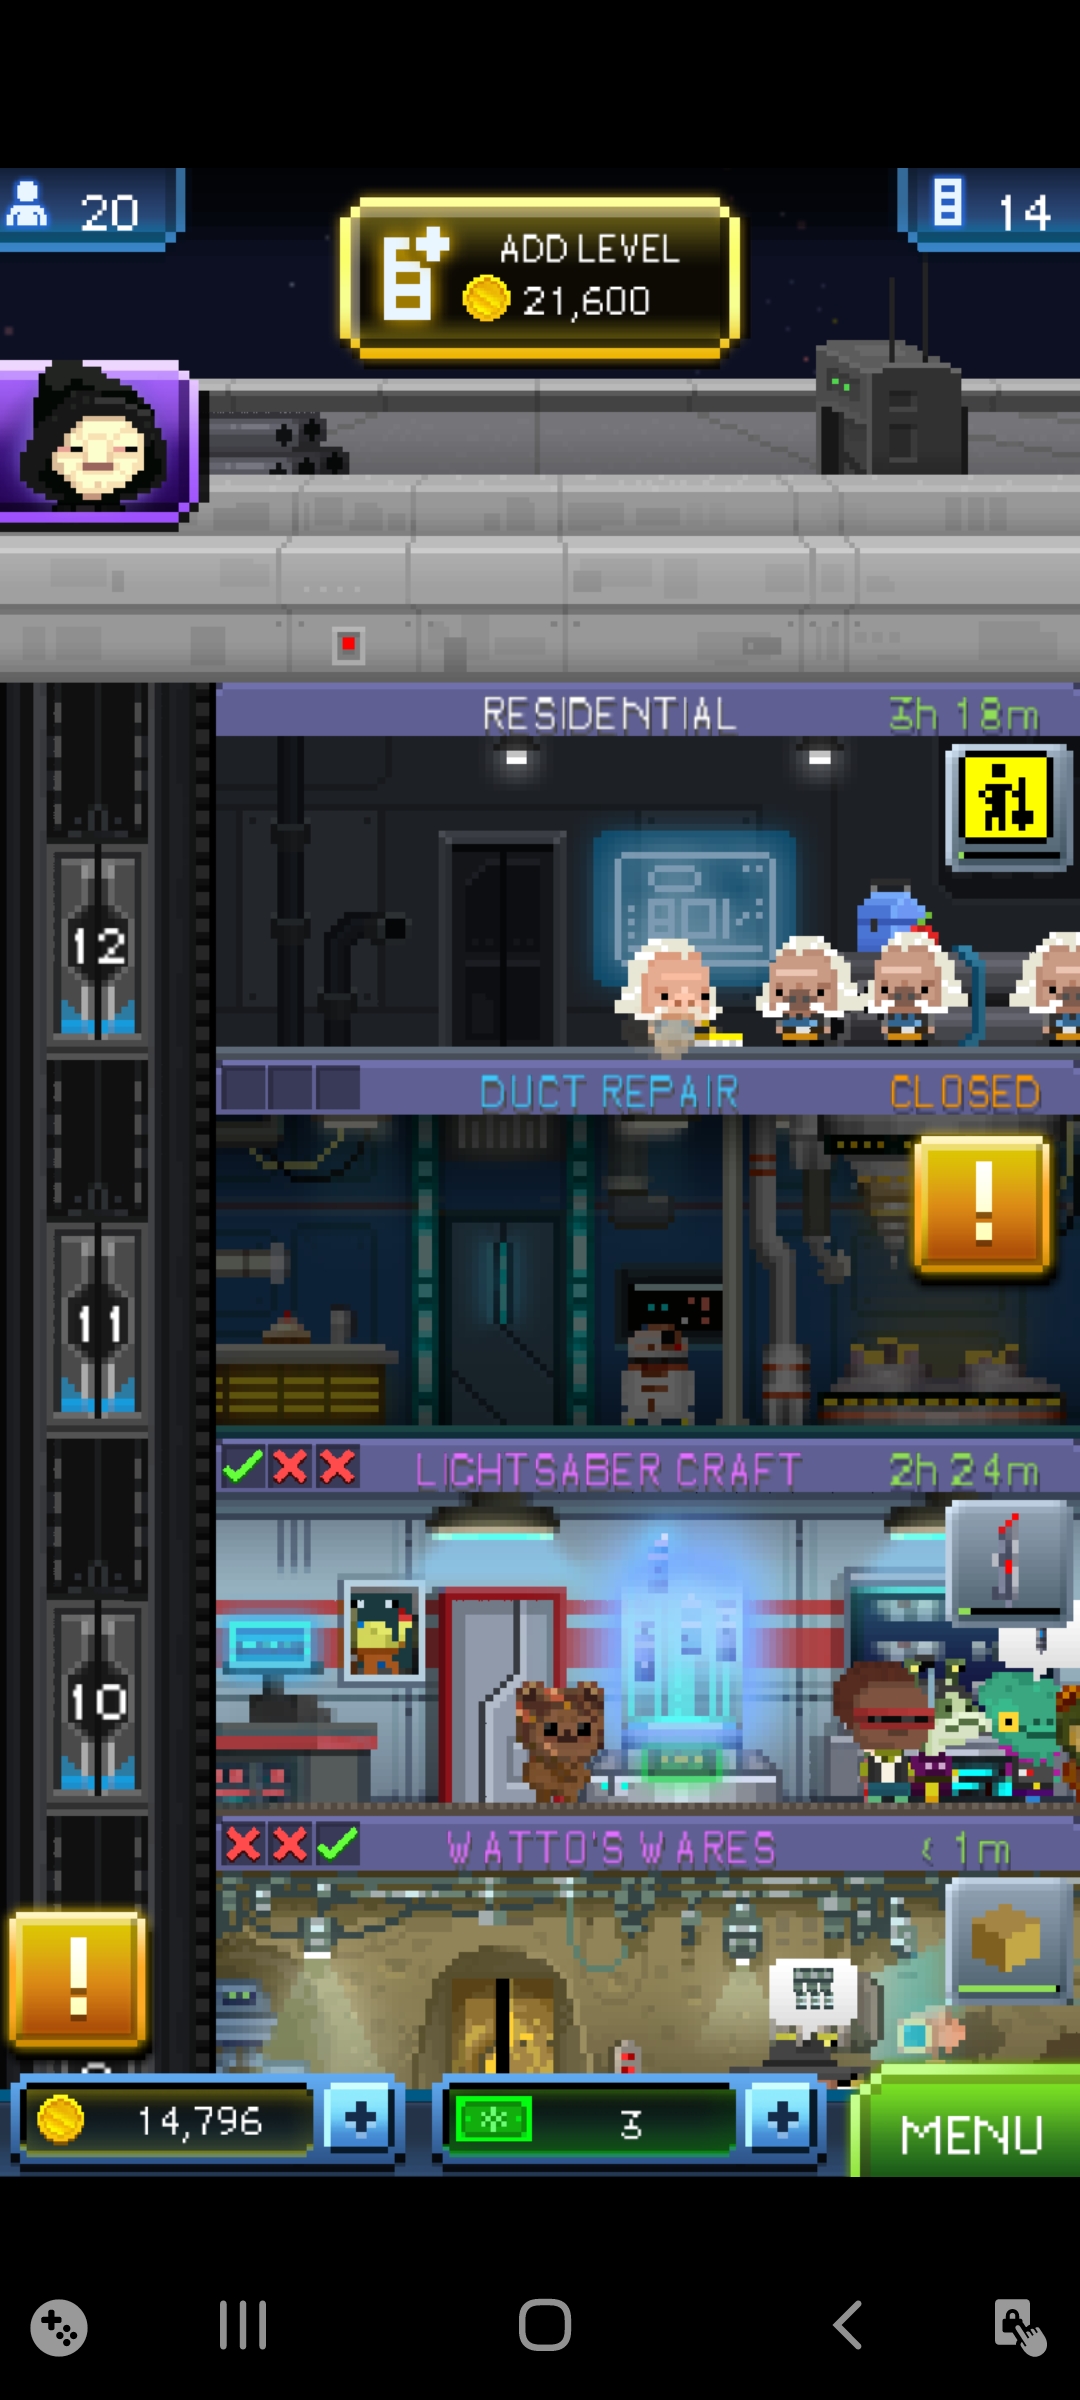 20
ADD LEVEL
21,600
14
RESIDENTIAL 3h 18m
12
DUCT REPAIR CLOSED
!
11
LIGHTSABER CRAFT 2h 24m
10
WATTO'S WARES < 1m
!
14,796 + 3 + MENU